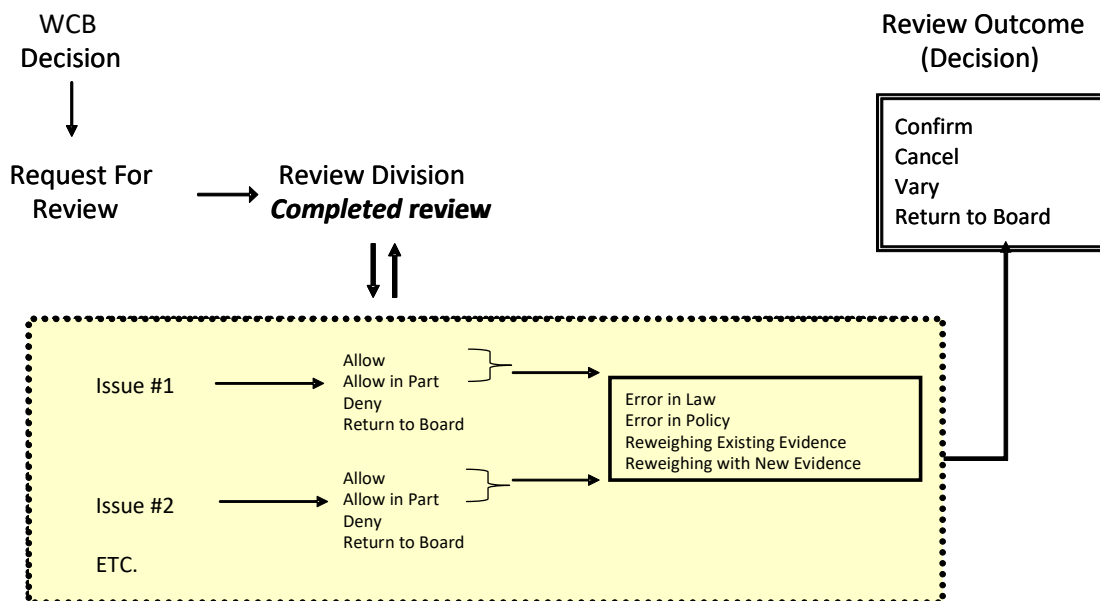 WCB
Decision
Review Outcome
(Decision)
Confirm
Cancel
Vary
Return to Board
Request For
Review
Review Division
Completed review
Issue #1
Allow
Allow in Part
Deny
Return to Board
Error in Law
Error in Policy
Reweighing Existing Evidence
Reweighing with New Evidence
Issue #2
Allow
Allow in Part
Deny
Return to Board
ETC.